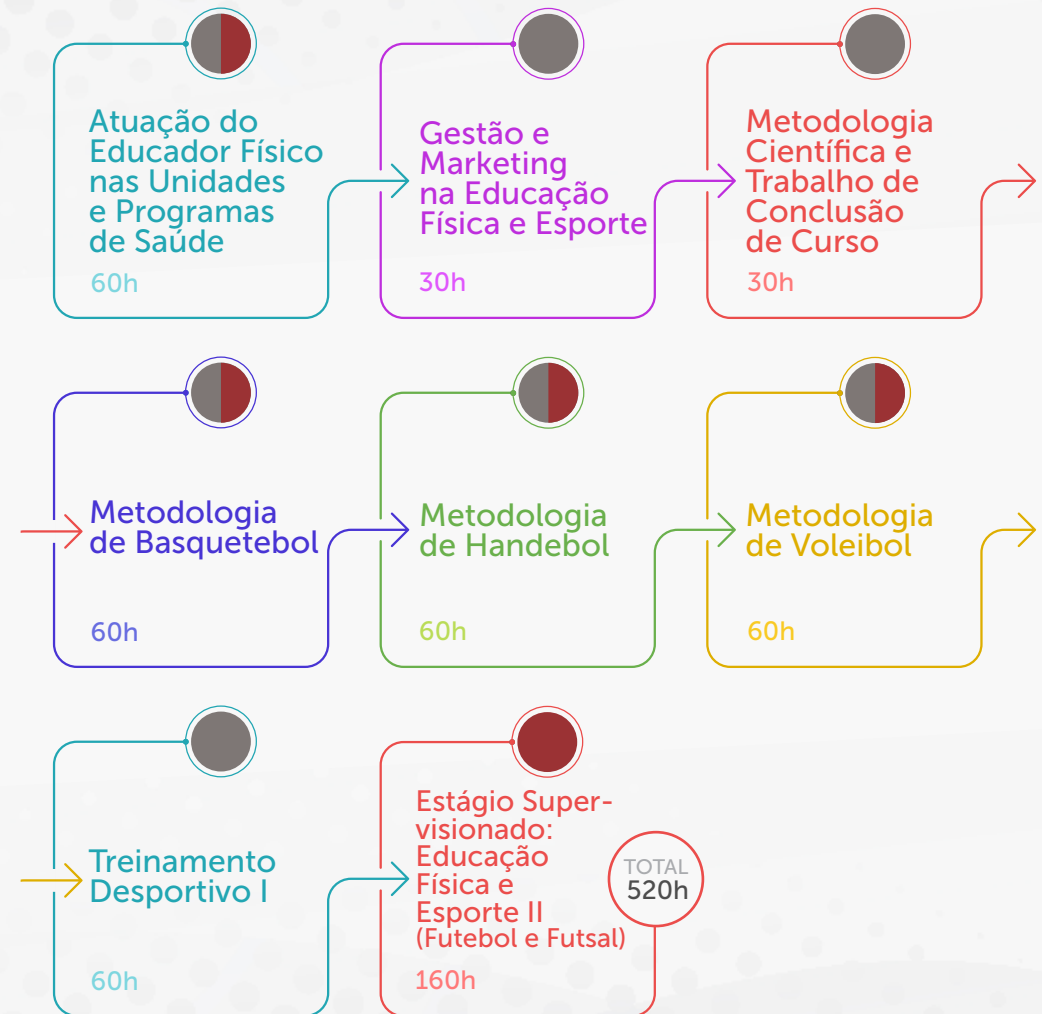 Atuação do
Educador Físico
nas Unidades
e Programas
de Saúde
60h
Gestão e
Marketing
na Educação
Física e Esporte
30h
Metodologia
Científica e
Trabalho de
Conclusão
de Curso
30h
Metodologia
de Basquetebol
60h
Metodologia
de Handebol
60h
Metodologia
de Voleibol
60h
Treinamento
Desportivo I
60h
Estágio Super-
visionado:
Educação
Física e
Esporte II
(Futebol e Futsal)
160h
TOTAL
520h